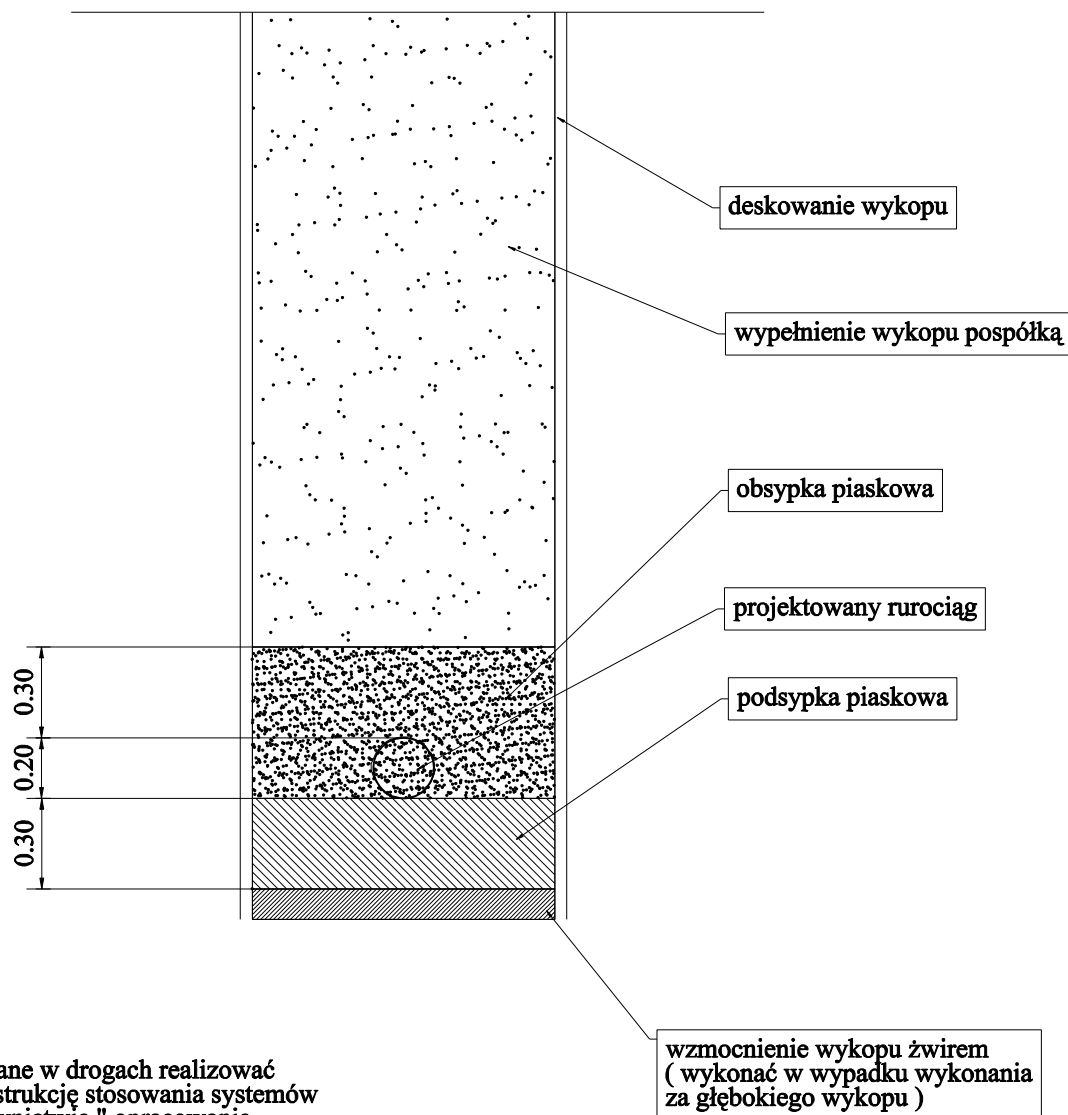 deskowanie wykopu
wypełnienie wykopu pospółką
obsypka piaskowa
projektowany rurociąg
podsypka piaskowa
0.30
0.20
0.30
wzmocnienie wykopu żwirem
( wykonać w wypadku wykonania
za głębokiego wykopu )
ane w drogach realizować
strukcję stosowania systemów
opracowanie